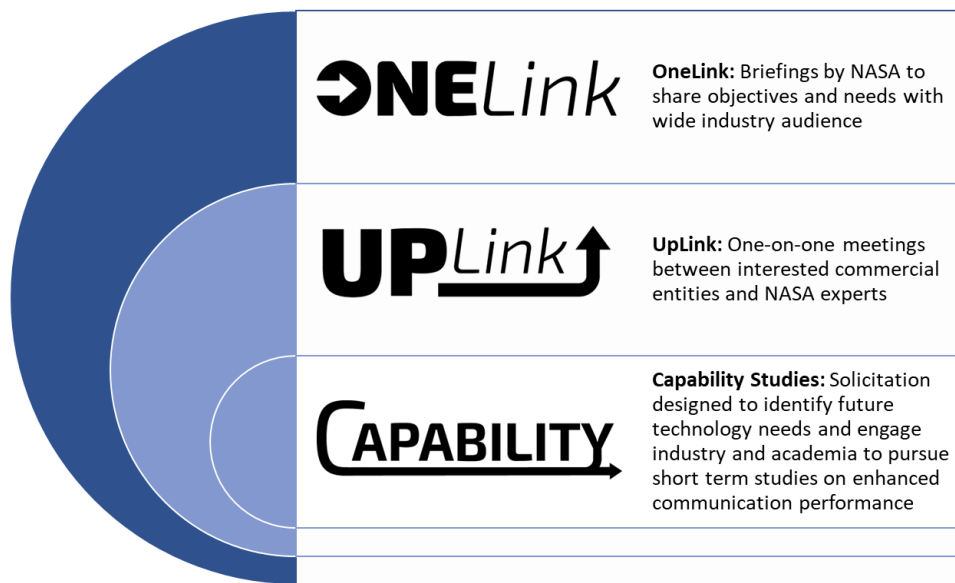 ONELink
OneLink: Briefings by NASA to
share objectives and needs with
wide industry audience
UPLink
UpLink: One-on-one meetings
between interested commercial
entities and NASA experts
CAPABILITY
Capability Studies: Solicitation
designed to identify future
technology needs and engage
industry and academia to pursue
short term studies on enhanced
communication performance